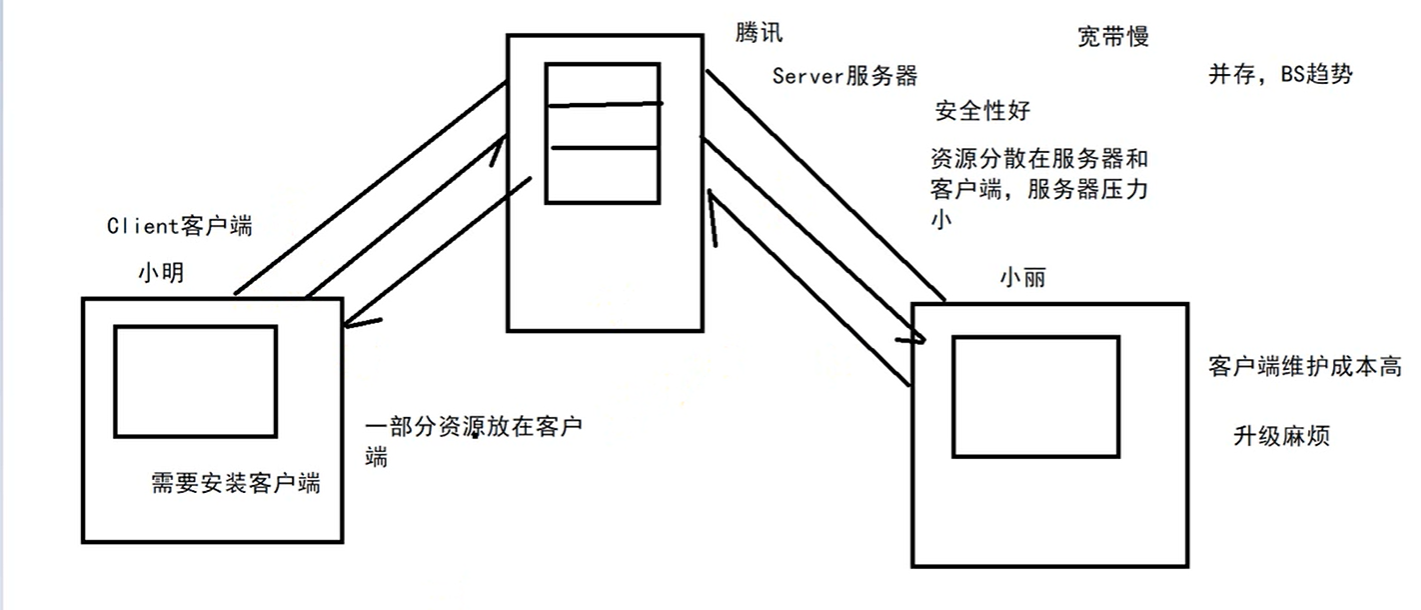 腾讯
宽带慢
Server服务器
并存，BS趋势
安全性好
资源分散在服务器和
客户端，服务器压力
小
Client客户端
小明
小丽
客户端维护成本高
一部分资源放在客户
端
升级麻烦
需要安装客户端